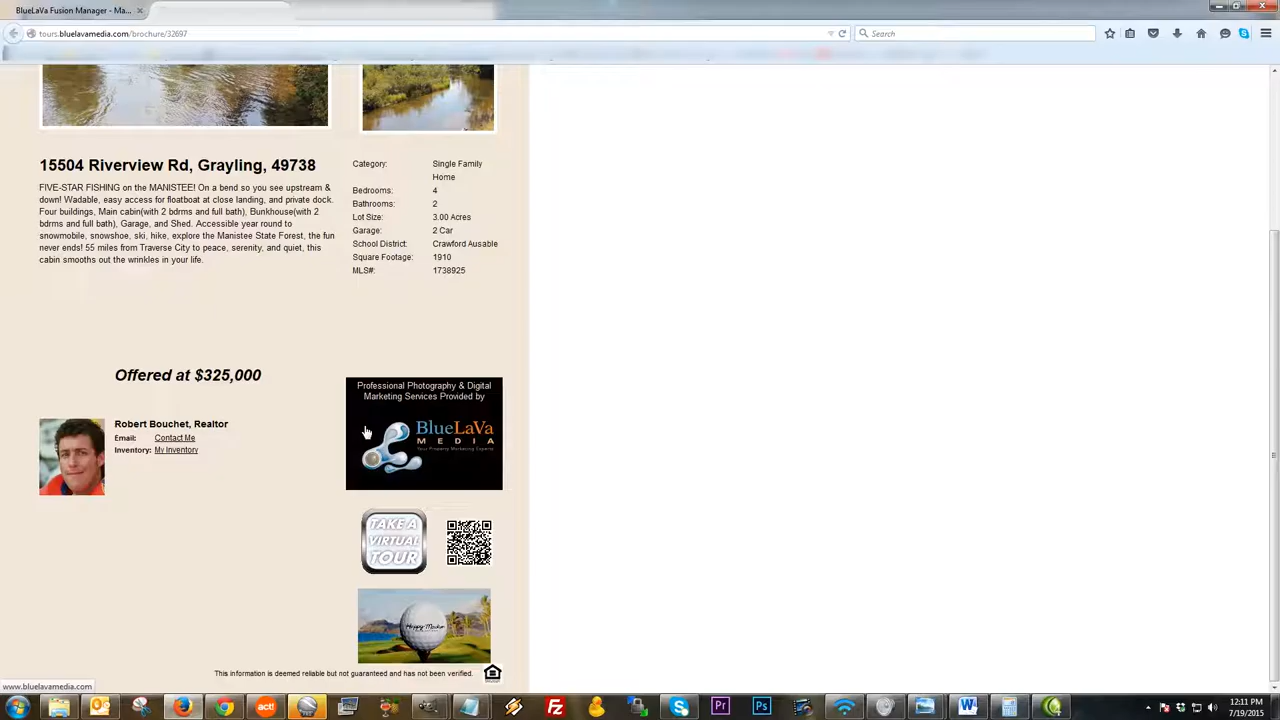 BlueLaVa Fusion Manager - Ma...
tours.bluelavamedia.com/brochure/32697
Search
15504 Riverview Rd, Grayling, 49738
FIVE-STAR FISHING on the MANISTEE! On a bend so you see upstream &
down! Wadable, easy access for floatboat at close landing, and private dock.
Four buildings, Main cabin(with 2 bdrms and full bath), Bunkhouse(with 2
bdrms and full bath), Garage, and Shed. Accessible year round to
snowmobile, snowshoe, ski, hike, explore the Manistee State Forest, the fun
never ends! 55 miles from Traverse City to peace, serenity, and quiet, this
cabin smooths out the wrinkles in your life.
Category: Single Family
Home
Bedrooms: 4
Bathrooms: 2
Lot Size: 3.00 Acres
Garage: 2 Car
School District: Crawford Ausable
Square Footage: 1910
MLS#: 1738925
Offered at $325,000
Robert Bouchet, Realtor
Email: Contact Me
Inventory: My Inventory
Professional Photography & Digital
Marketing Services Provided by
BlueLaVa
MEDIA
Your Property Marketing Experts
TAKE A
VIRTUAL
TOUR
This information is deemed reliable but not guaranteed and has not been verified.
www.bluelavamedia.com
act!
Fz
Pr
Ps
12:11 PM
7/19/2015